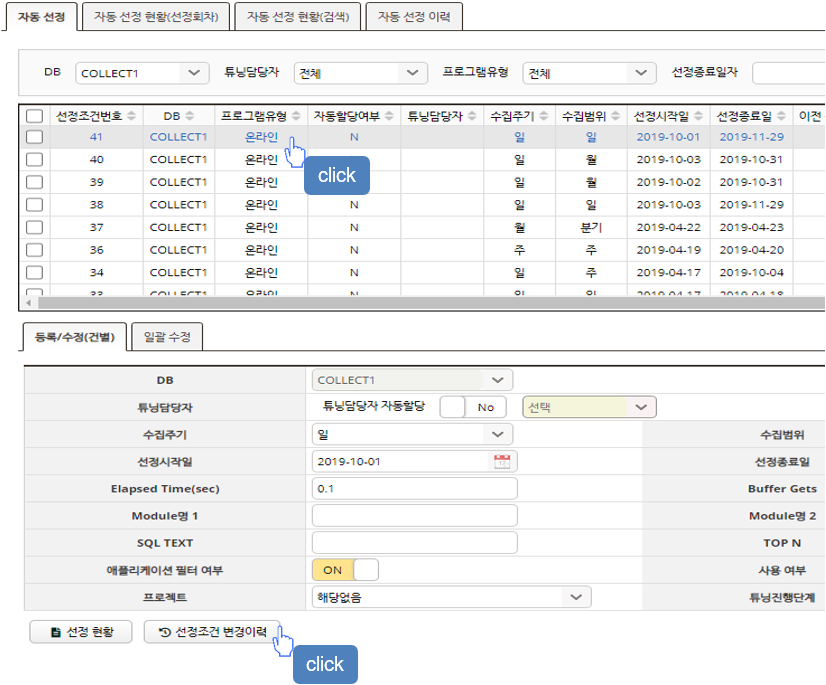 자동 선정 자동 선정 현황(선정회차) 자동 선정 현황(검색) 자동 선정 이력
DB COLLECT1 튜닝담당자 전체 프로그램유형 전체 선정종료일자
선정조건번호 DB 프로그램유형 자동할당여부 튜닝담당자 수집주기 수집범위 선정시작일 선정종료일 이전
41 COLLECT1 온라인 N 일 일 2019-10-01 2019-11-29
40 COLLECT1 온라인 일 월 2019-10-03 2019-10-31
click
39 COLLECT1 온라인 일 월 2019-10-02 2019-10-31
38 COLLECT1 온라인 N 일 일 2019-10-03 2019-11-29
37 COLLECT1 온라인 N 월 분기 2019-04-22 2019-04-23
36 COLLECT1 온라인 N 주 주 2019-04-19 2019-04-20
34 COLLECT1 온라인 N 일 주 2019-04-17 2019-10-04
33 COLLECT1 온라인 N 일 일 2019-04-17 2019-04-18
등록/수정(건별) 일괄 수정
DB COLLECT1
튜닝담당자 튜닝담당자 자동할당 No 선택
수집주기 일 수집범위
선정시작일 2019-10-01 선정종료일
Elapsed Time(sec) 0.1 Buffer Gets
Module명 1 Module명 2
SQL TEXT TOP N
애플리케이션 필터 여부 ON 사용 여부
프로젝트 해당없음 튜닝진행단계
선정 현황 선정조건 변경이력
click